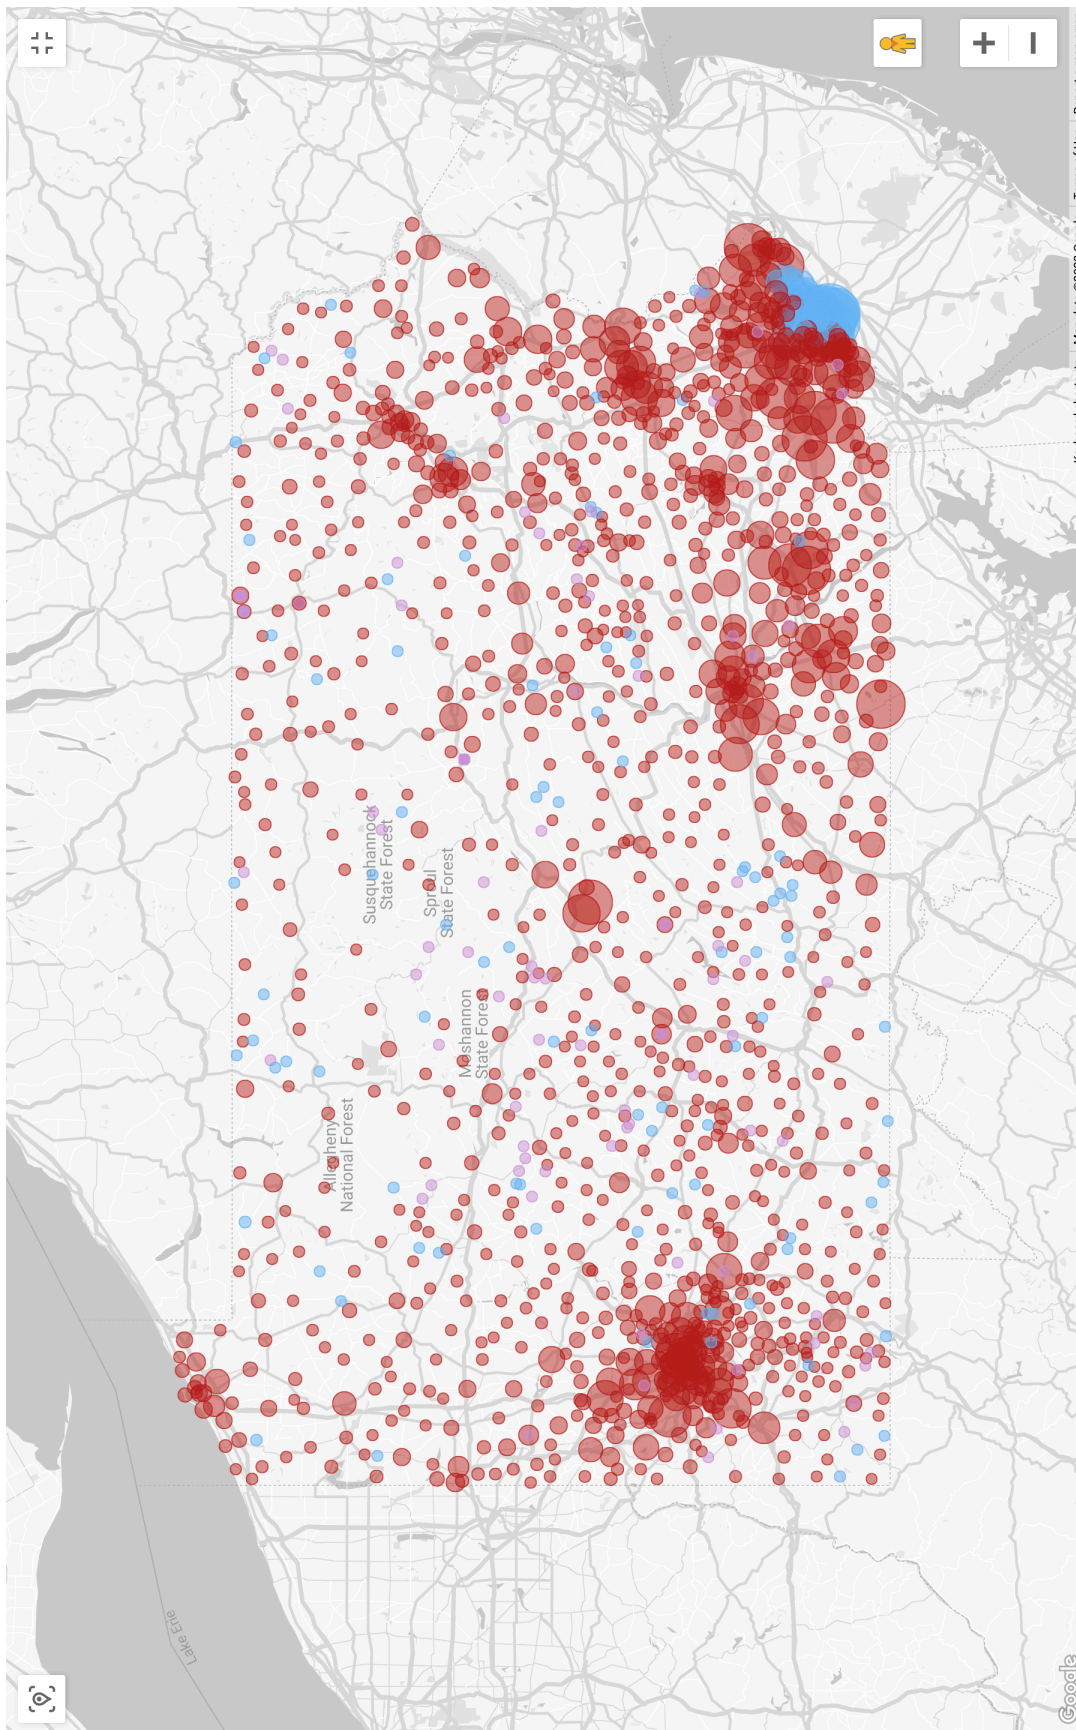 Susquehannock
State Forest
Sproul
State Forest
Moshannon
State Forest
Allegheny
National Forest
Lake Erie
Google